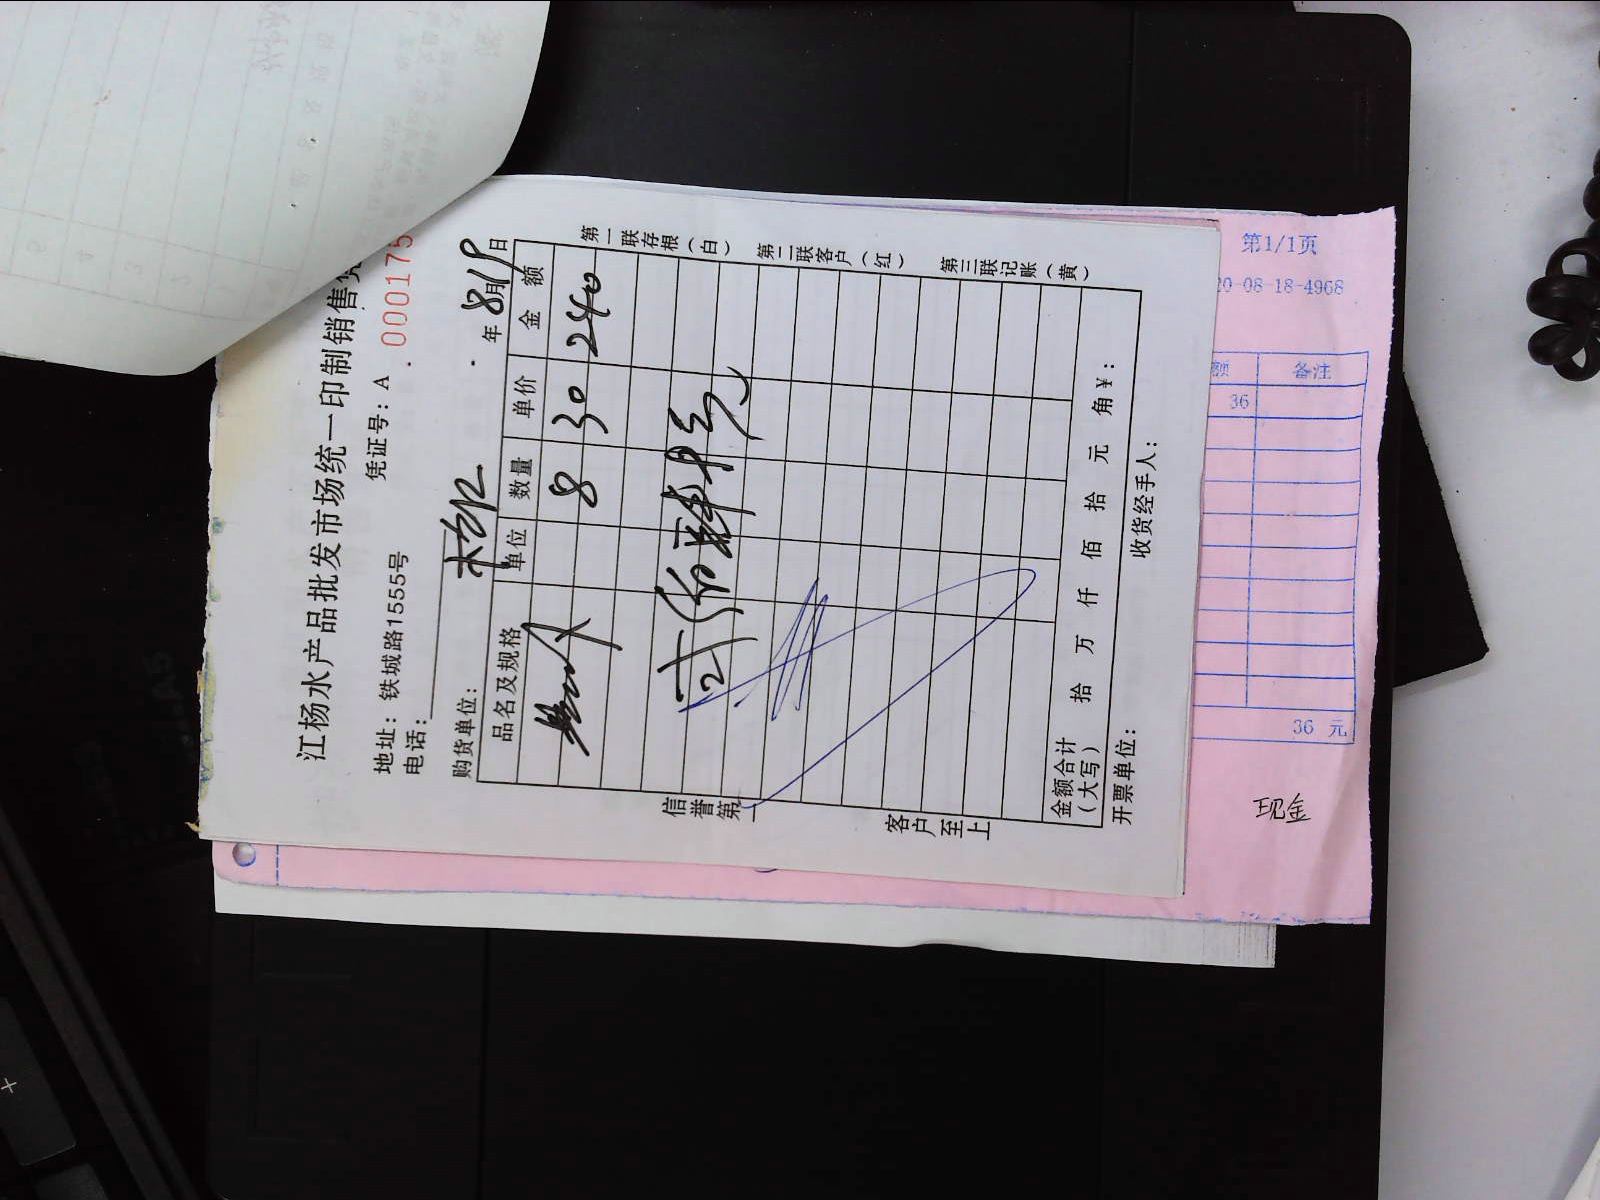 江杨水产品批发市场统一印制销售
地址：铁城路1555号
凭证号：A 000175
电话：
购货单位：
年 8月19日
品名及规格 单位 数量 单价 金额
8 30 240
第一联存根（白）
第二联客户（红）
第三联记账（黄）
信誉第一
客户至上
金额合计（大写） 拾 万 仟 佰 拾 元 角 ¥：
开票单位：
收货经手人：
第1/1页
20-08-18-4968
额 备注
36
36 元
现金